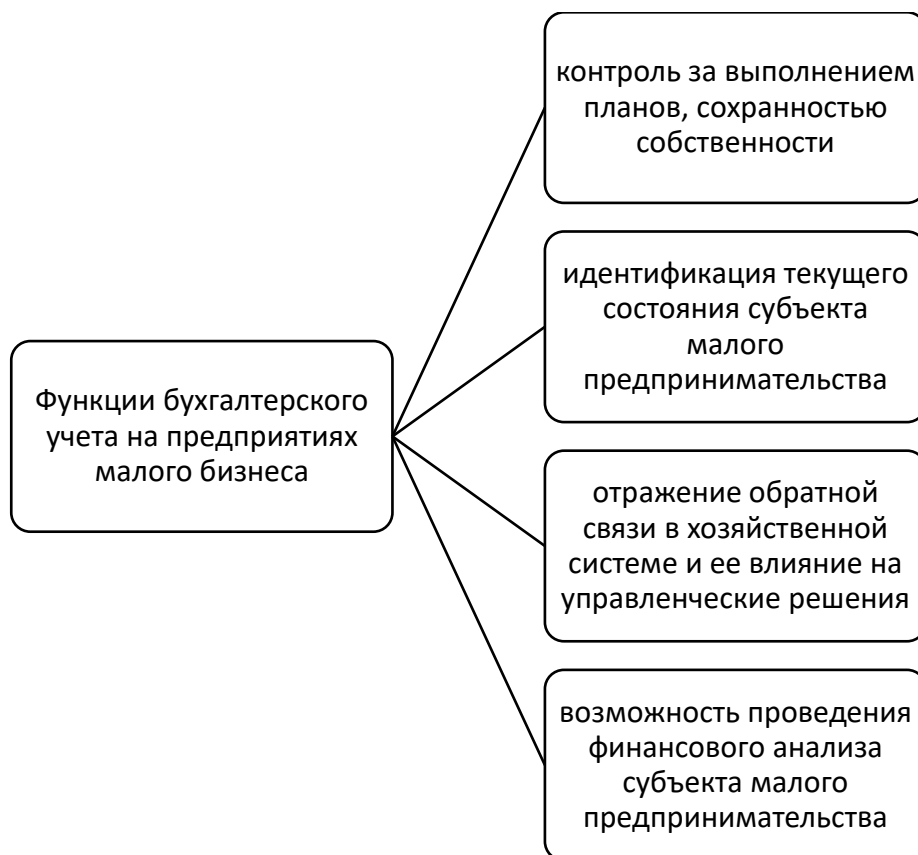 Функции бухгалтерского
учета на предприятиях
малого бизнеса
контроль за выполнением
планов, сохранностью
собственности
идентификация текущего
состояния субъекта
малого
предпринимательства
отражение обратной
связи в хозяйственной
системе и ее влияние на
управленческие решения
возможность проведения
финансового анализа
субъекта малого
предпринимательства